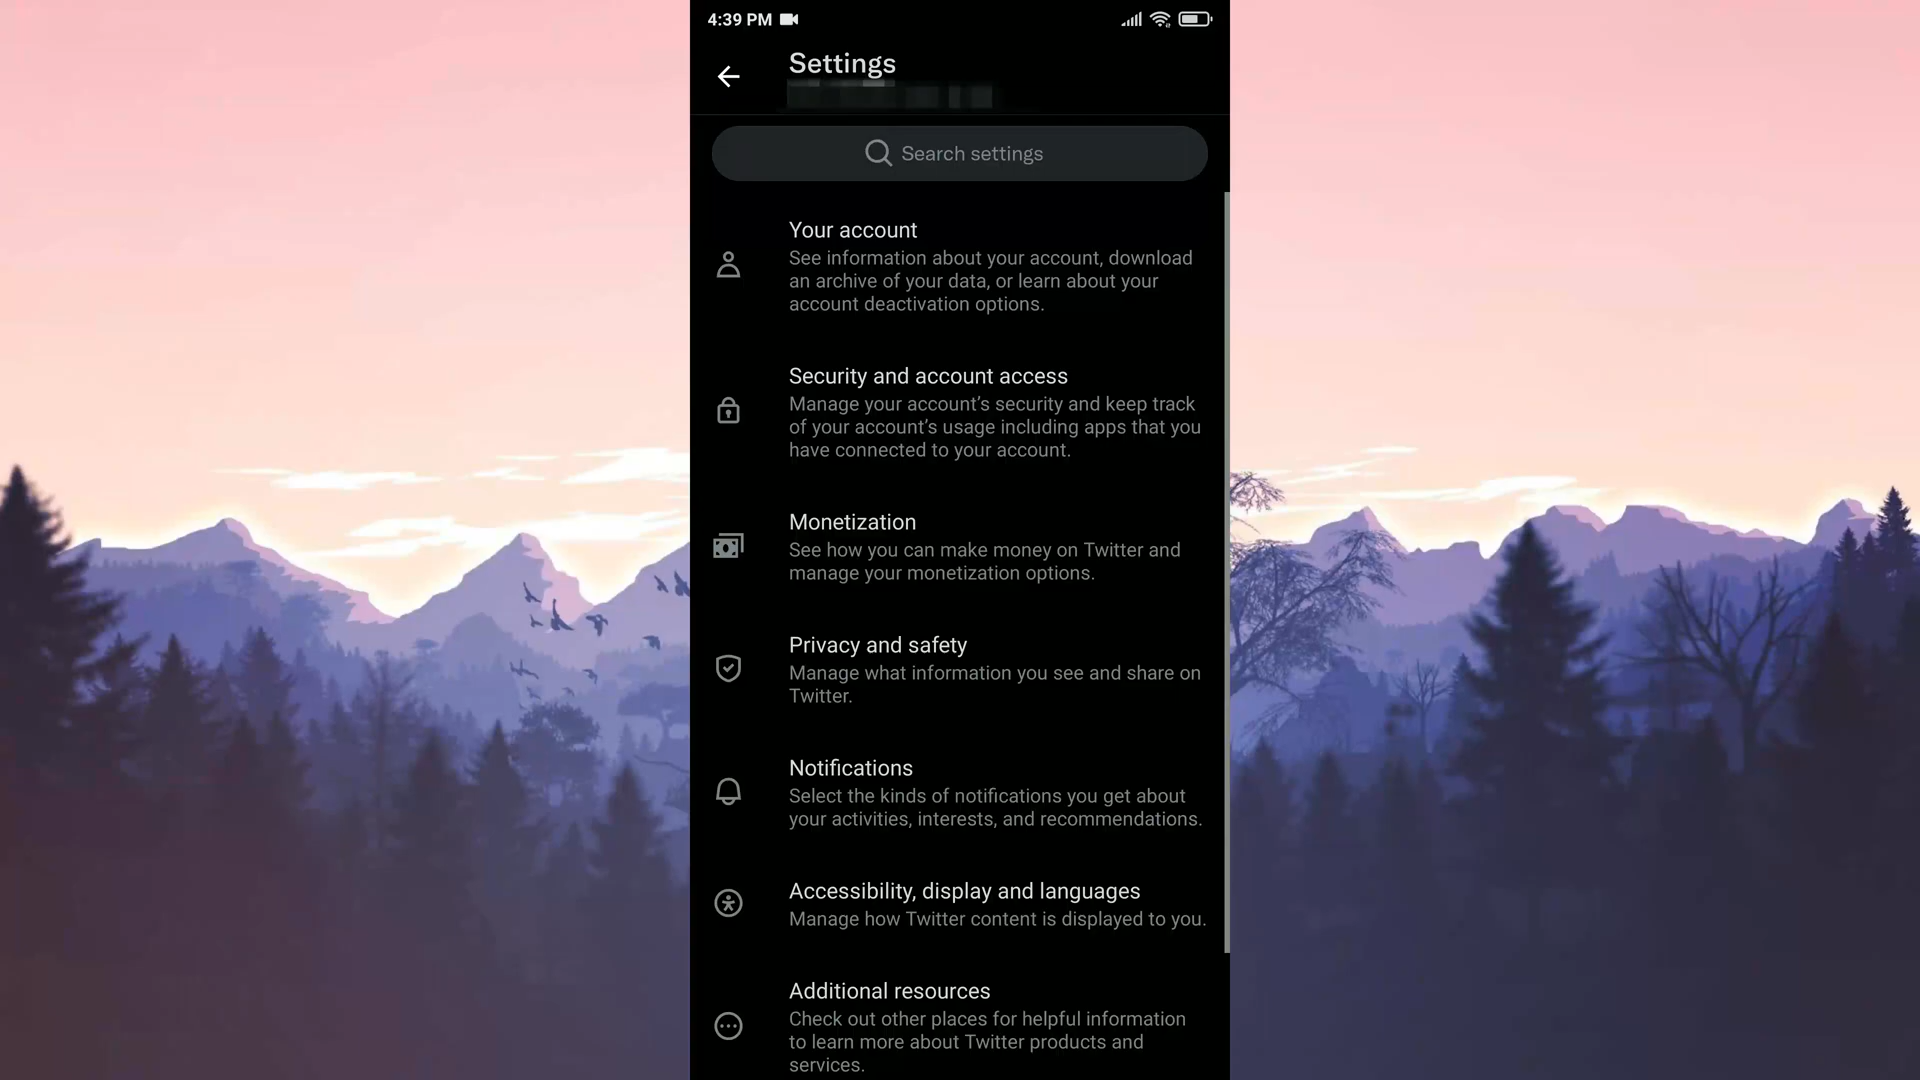 4:39 PM
Settings
Search settings
Your account
See information about your account, download
an archive of your data, or learn about your
account deactivation options.
Security and account access
Manage your account’s security and keep track
of your account’s usage including apps that you
have connected to your account.
Monetization
See how you can make money on Twitter and
manage your monetization options.
Privacy and safety
Manage what information you see and share on
Twitter.
Notifications
Select the kinds of notifications you get about
your activities, interests, and recommendations.
Accessibility, display and languages
Manage how Twitter content is displayed to you.
Additional resources
Check out other places for helpful information
to learn more about Twitter products and
services.